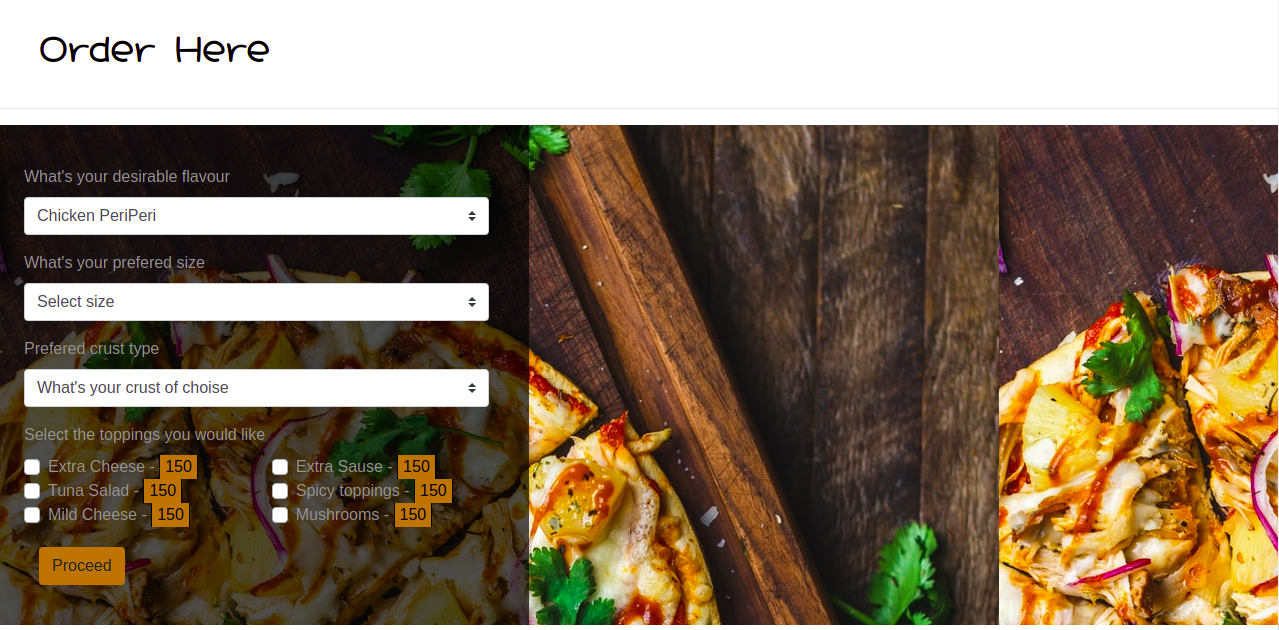 Order Here
What's your desirable flavour
Chicken PeriPeri
What's your prefered size
Select size
Prefered crust type
What's your crust of choise
Select the toppings you would like
Extra Cheese - 150 Extra Sause - 150
Tuna Salad - 150 Spicy toppings - 150
Mild Cheese - 150 Mushrooms - 150
Proceed